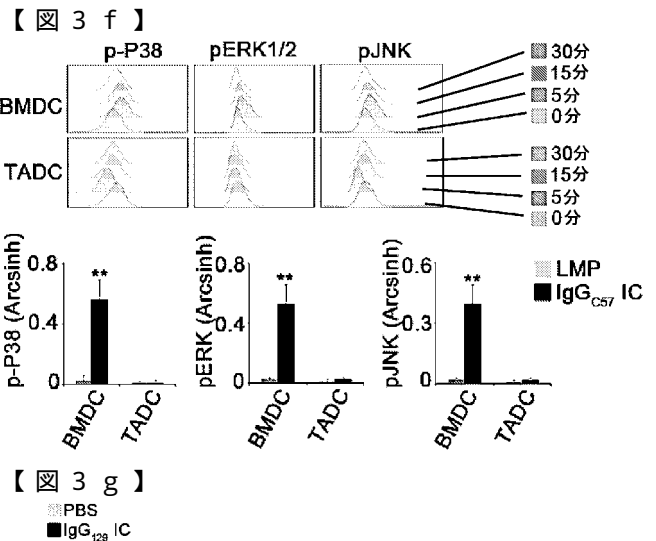 【図3f】
p-P38 pERK1/2 pJNK
BMDC
30分
15分
5分
0分
TADC
30分
15分
5分
0分
p-P38 (Arcsinh)
0.8
0.4
0
**
BMDC
TADC
pERK (Arcsinh)
0.8
0.4
0
**
BMDC
TADC
pJNK (Arcsinh)
0.6
0.3
0
**
BMDC
TADC
LMP
IgGC57 IC
【図3g】
PBS
IgG129 IC